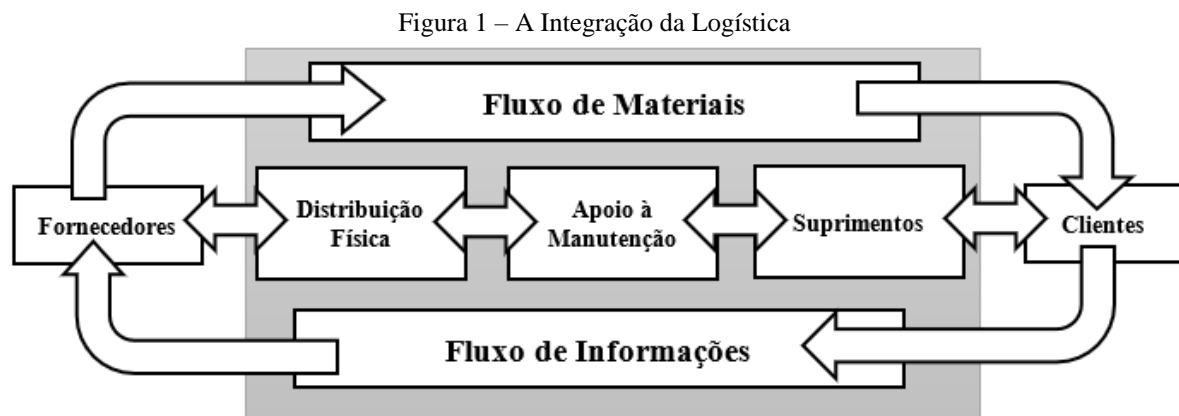 Figura 1 – A Integração da Logística
Fluxo de Materiais
Fornecedores
Distribuição
Física
Apoio à
Manutenção
Suprimentos
Clientes
Fluxo de Informações